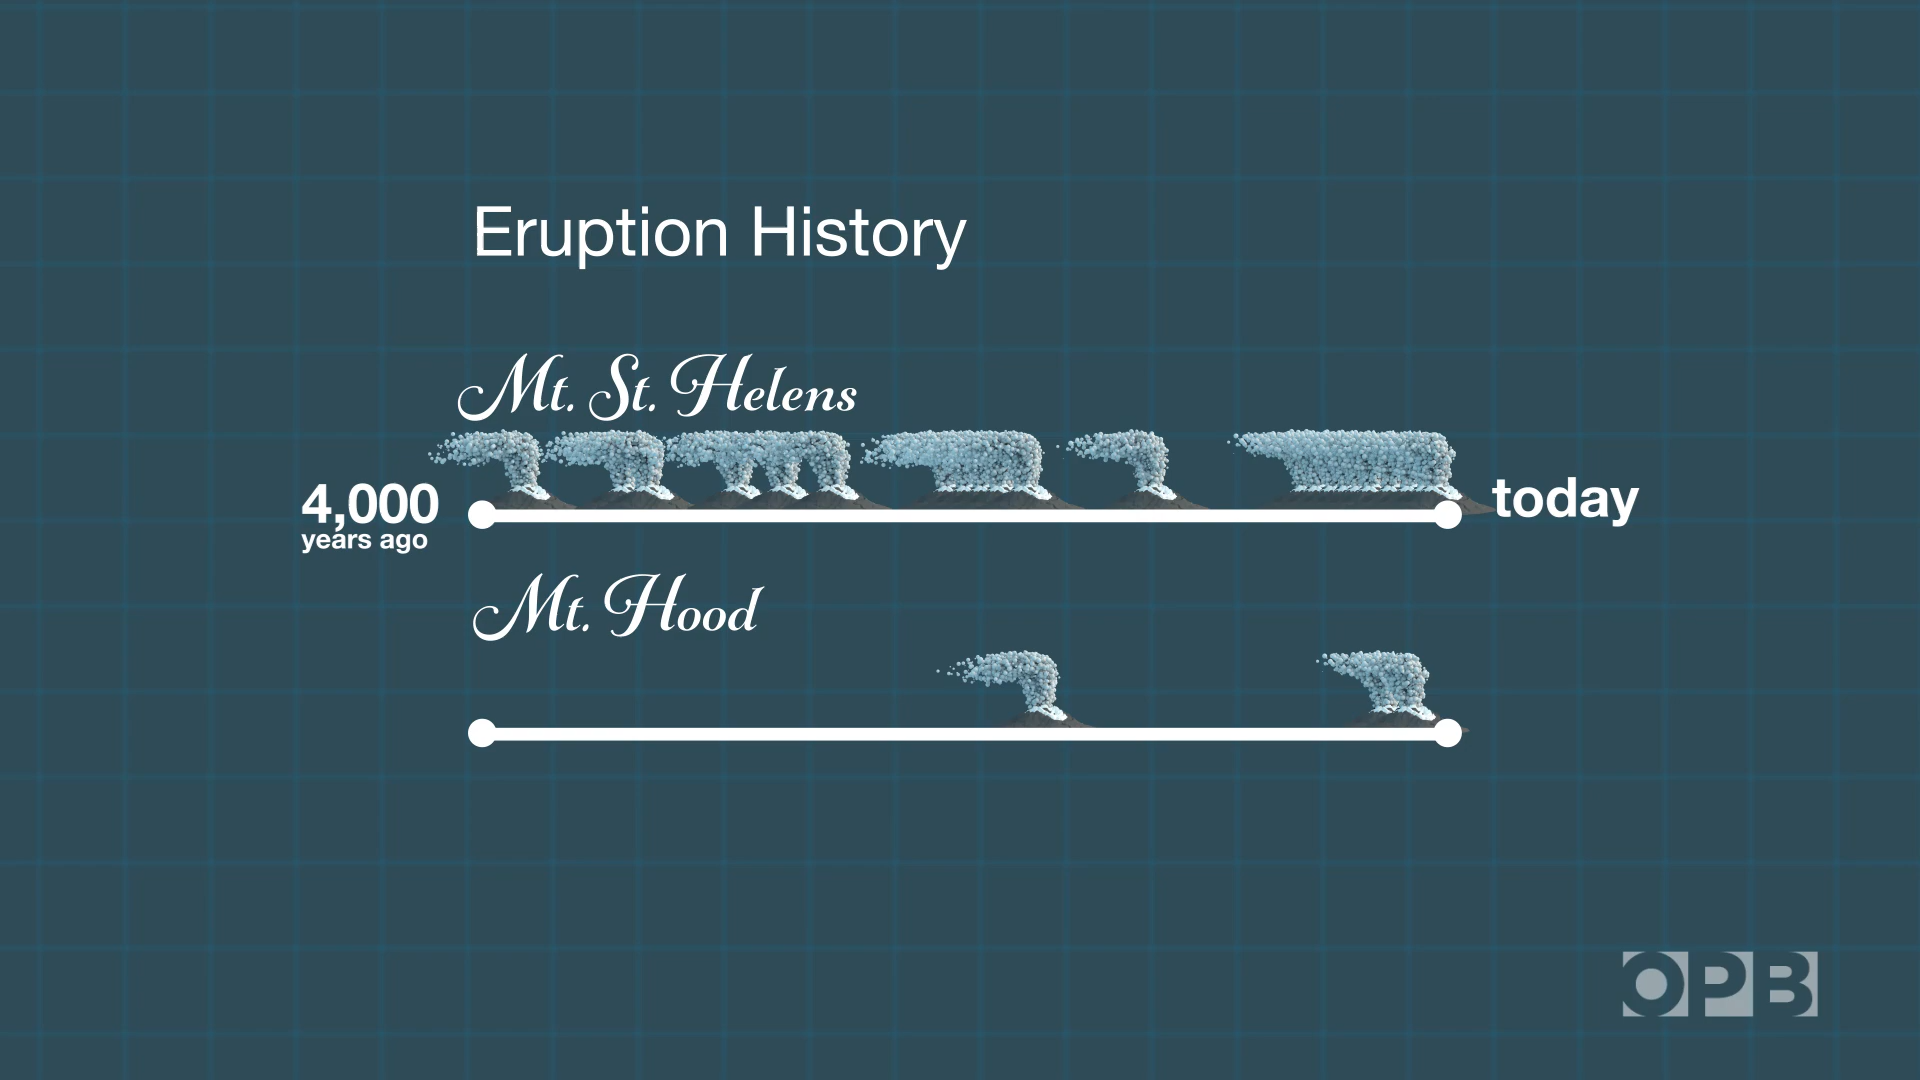 Eruption History
Mt. St. Helens
4,000
years ago
today
Mt. Hood
OPB